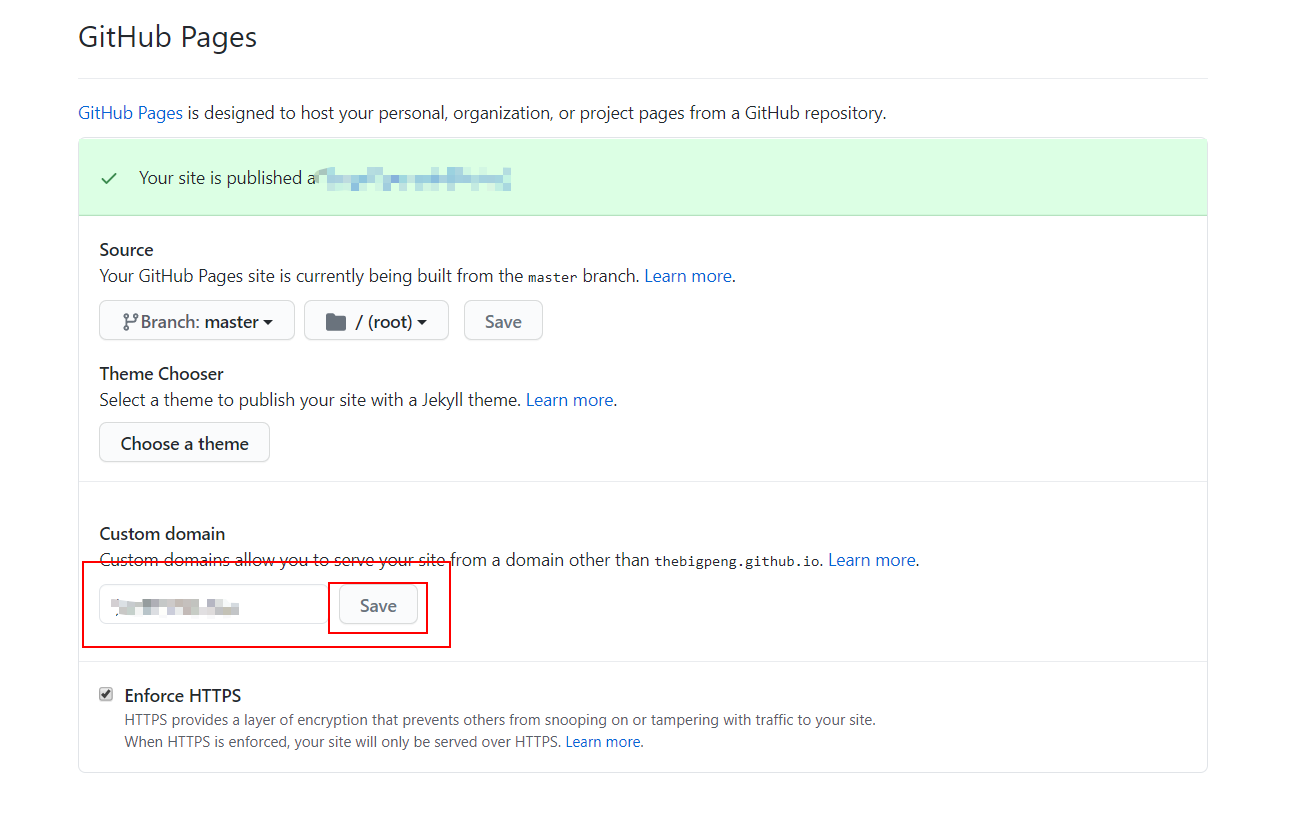 GitHub Pages
GitHub Pages is designed to host your personal, organization, or project pages from a GitHub repository.
Your site is published a
Source
Your GitHub Pages site is currently being built from the master branch. Learn more.
Branch: master / (root) Save
Theme Chooser
Select a theme to publish your site with a Jekyll theme. Learn more.
Choose a theme
Custom domain
Custom domains allow you to serve your site from a domain other than thebigpeng.github.io. Learn more.
Save
Enforce HTTPS
HTTPS provides a layer of encryption that prevents others from snooping on or tampering with traffic to your site.
When HTTPS is enforced, your site will only be served over HTTPS. Learn more.